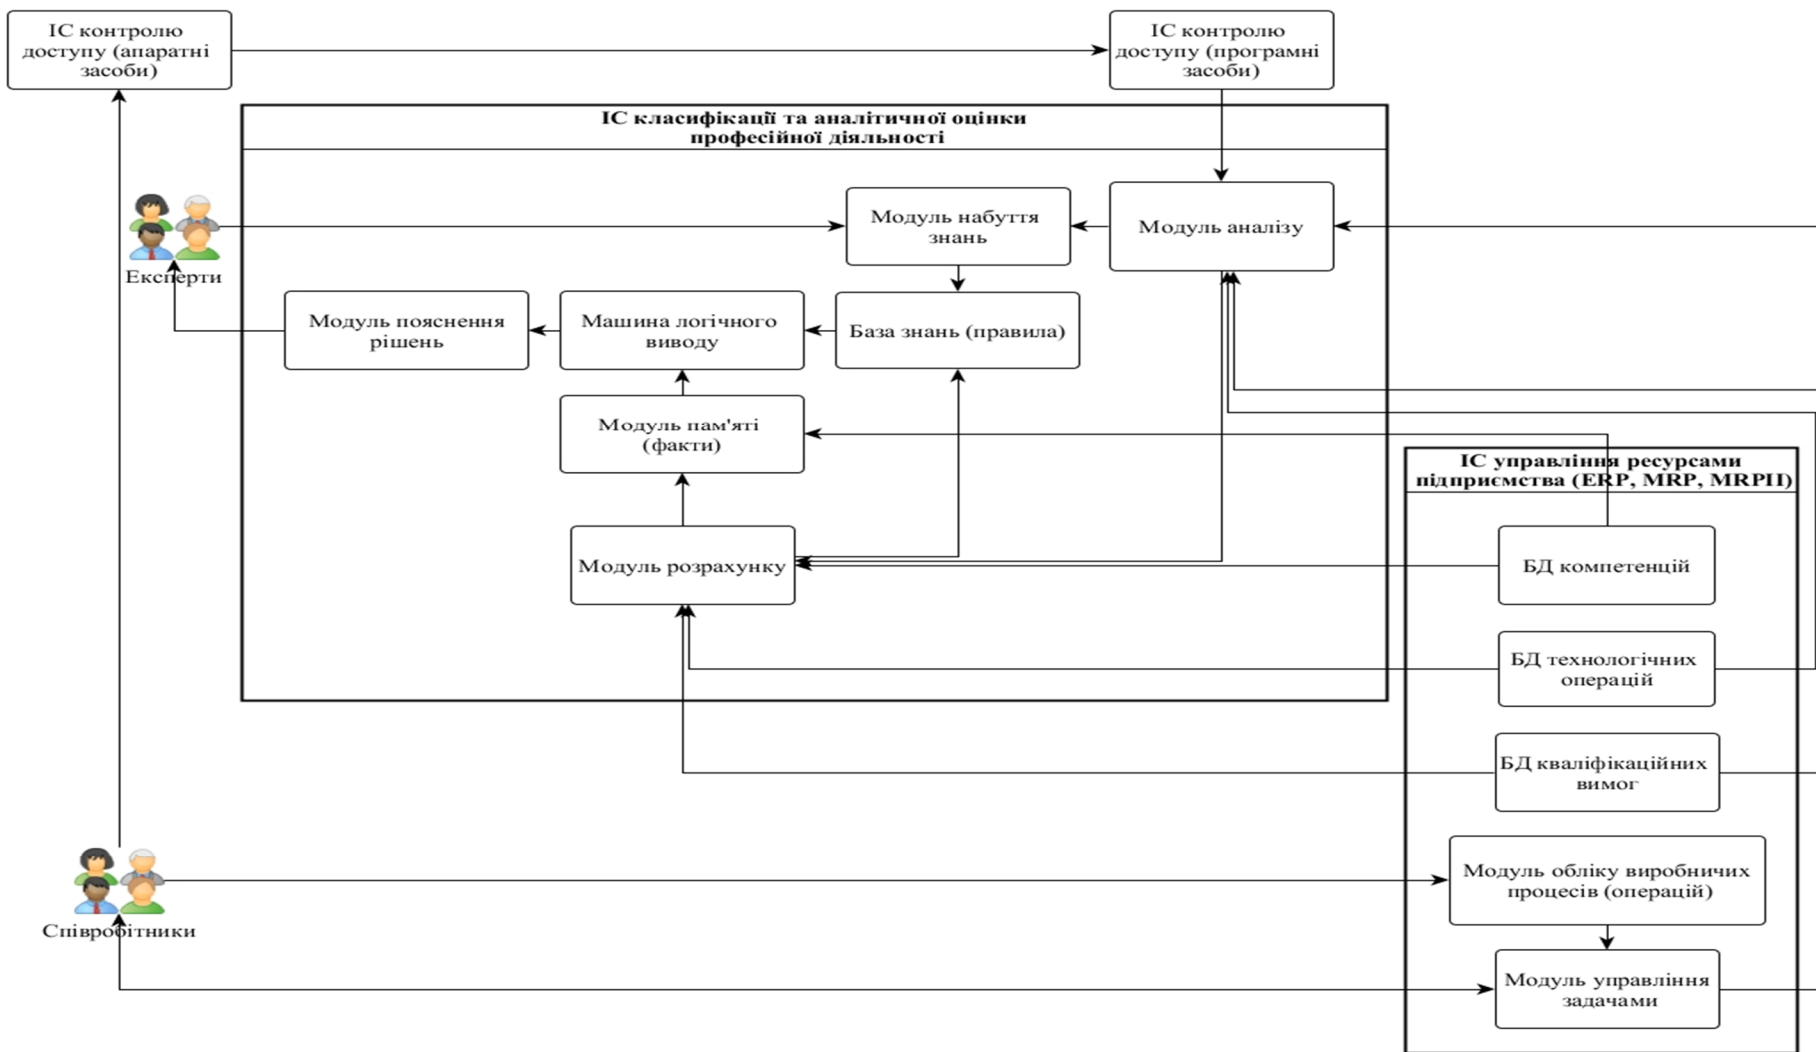 ІС контролю
доступу (апаратні
засоби)
ІС контролю
доступу (програмні
засоби)
ІС класифікації та аналітичної оцінки
професійної діяльності
Модуль набуття
знань
Модуль аналізу
Експерти
Модуль пояснення
рішень
Машина логічного
виводу
База знань (правила)
Модуль пам'яті
(факти)
ІС управління ресурсами
підприємства (ERP, MRP, MRPII)
Модуль розрахунку
БД компетенцій
БД технологічних
операцій
БД кваліфікаційних
вимог
Модуль обліку виробничих
процесів (операцій)
Співробітники
Модуль управління
задачами